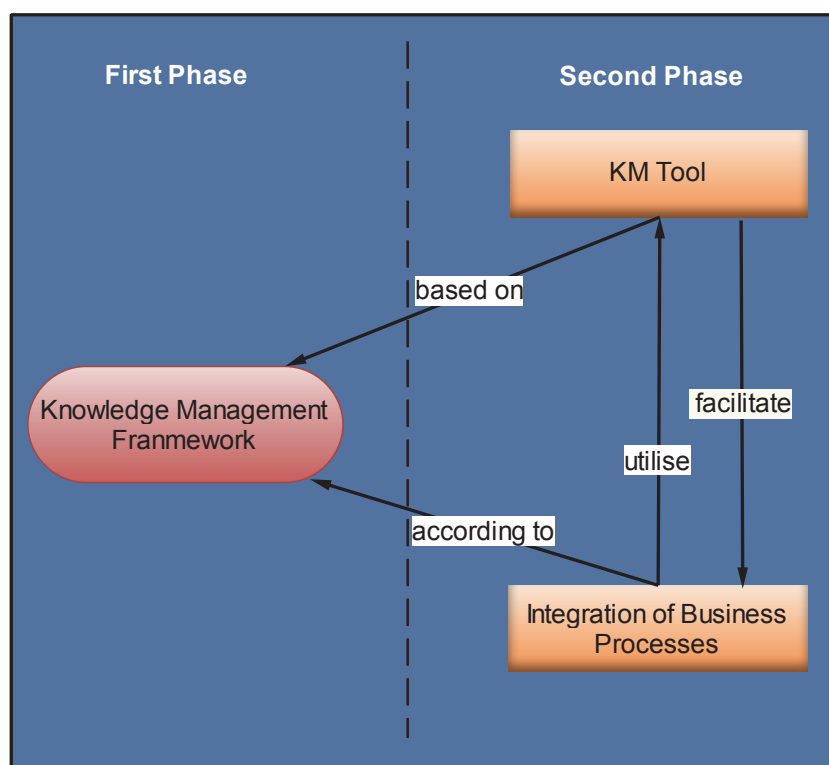 First Phase
Second Phase
KM Tool
based on
Knowledge Management
Franmework
facilitate
utilise
according to
Integration of Business
Processes